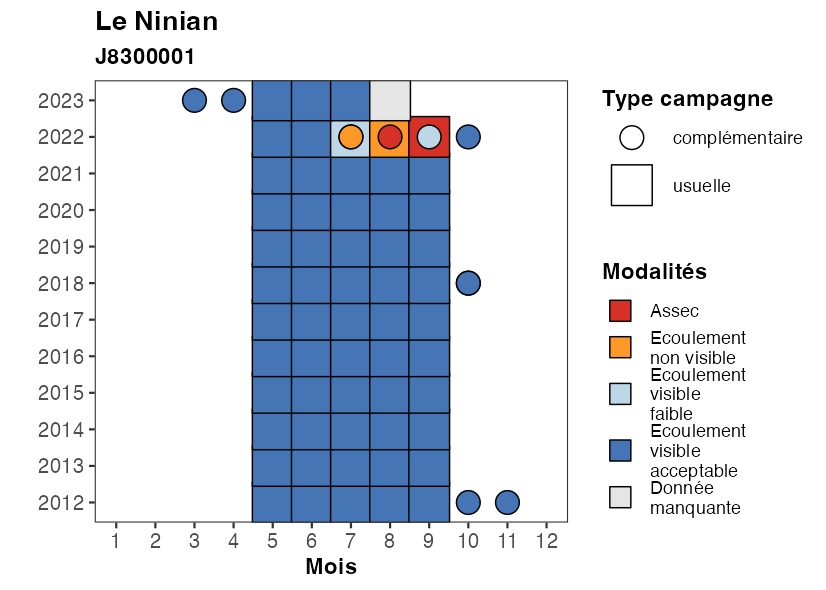 Le Ninian
J8300001
2023
2022
2021
2020
2019
2018
2017
2016
2015
2014
2013
2012
1 2 3 4 5 6 7 8 9 10 11 12
Mois
Type campagne
complémentaire
usuelle
Modalités
Assec
Ecoulement
non visible
Ecoulement
visible
faible
Ecoulement
visible
acceptable
Donnée
manquante